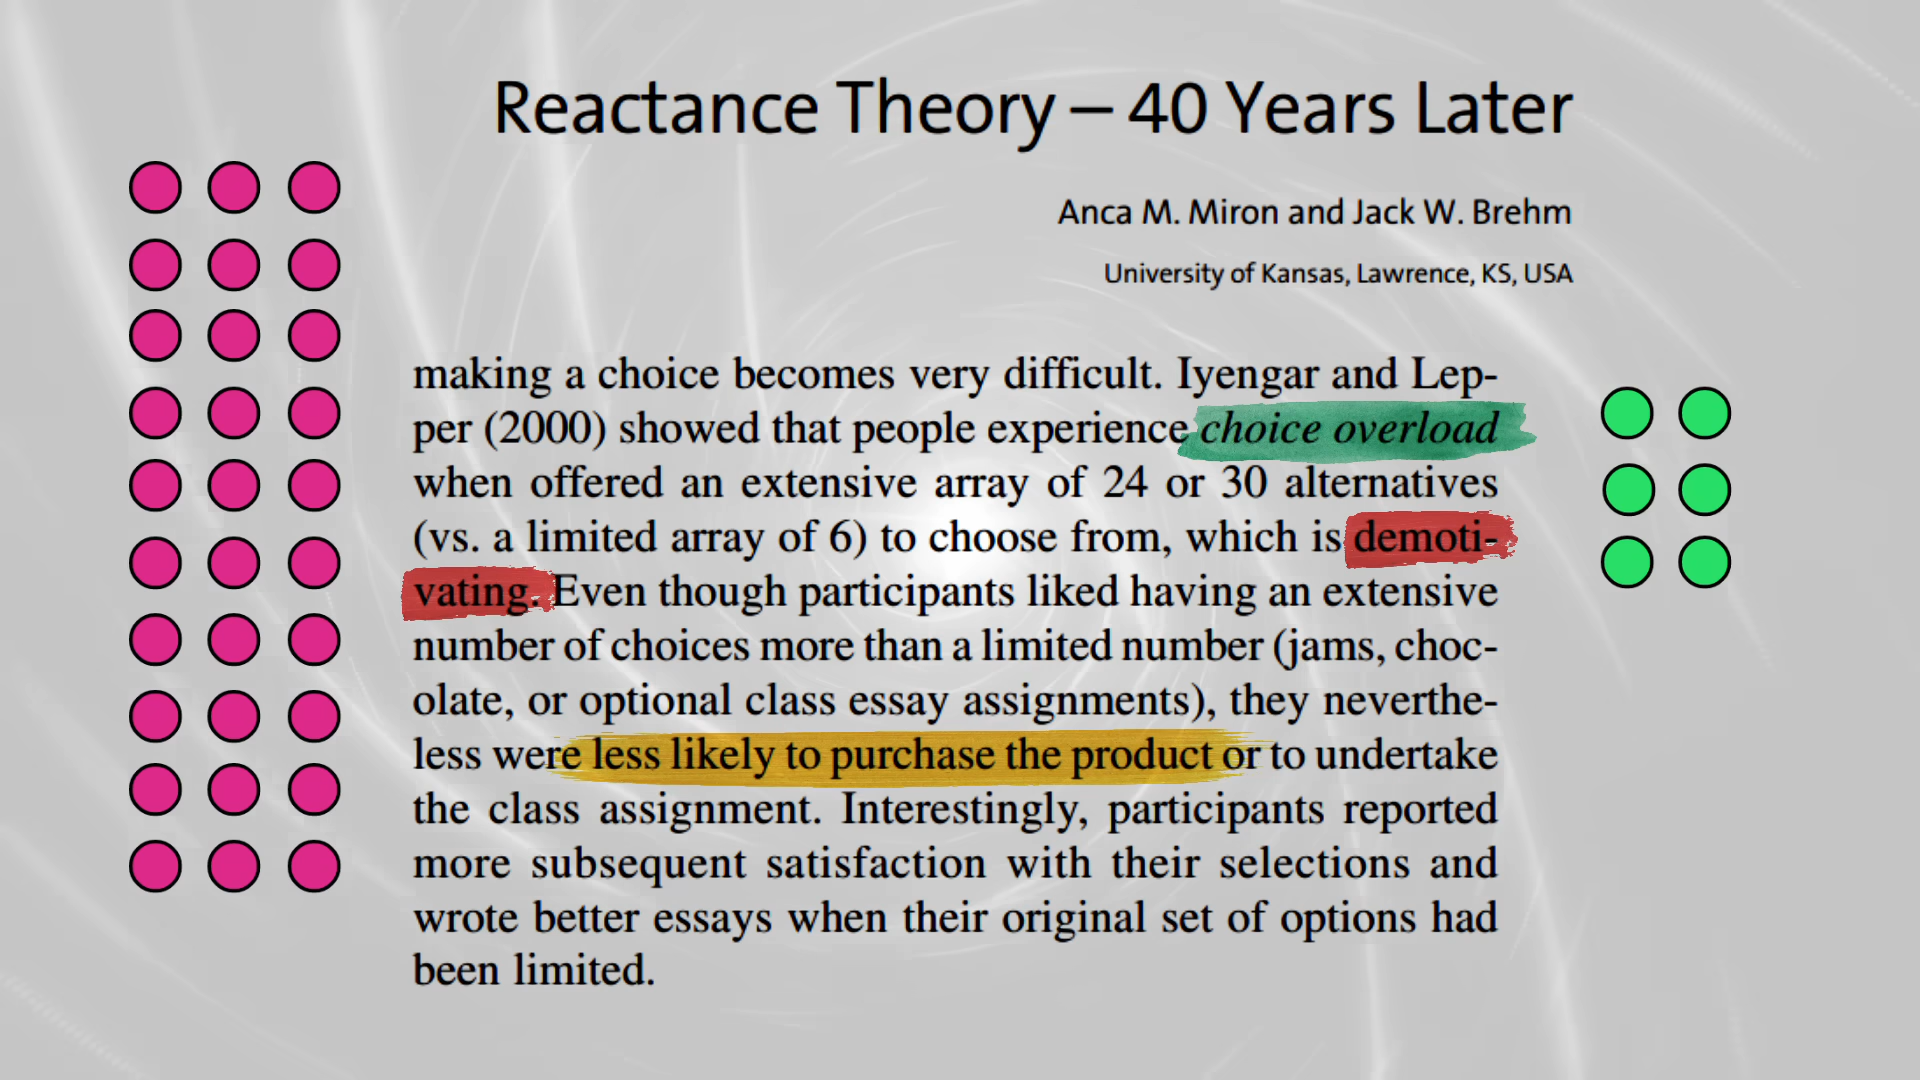 Reactance Theory – 40 Years Later
Anca M. Miron and Jack W. Brehm
University of Kansas, Lawrence, KS, USA
making a choice becomes very difficult. Iyengar and Lep-
per (2000) showed that people experience choice overload
when offered an extensive array of 24 or 30 alternatives
(vs. a limited array of 6) to choose from, which is demoti-
vating. Even though participants liked having an extensive
number of choices more than a limited number (jams, choc-
olate, or optional class essay assignments), they neverthe-
less were less likely to purchase the product or to undertake
the class assignment. Interestingly, participants reported
more subsequent satisfaction with their selections and
wrote better essays when their original set of options had
been limited.